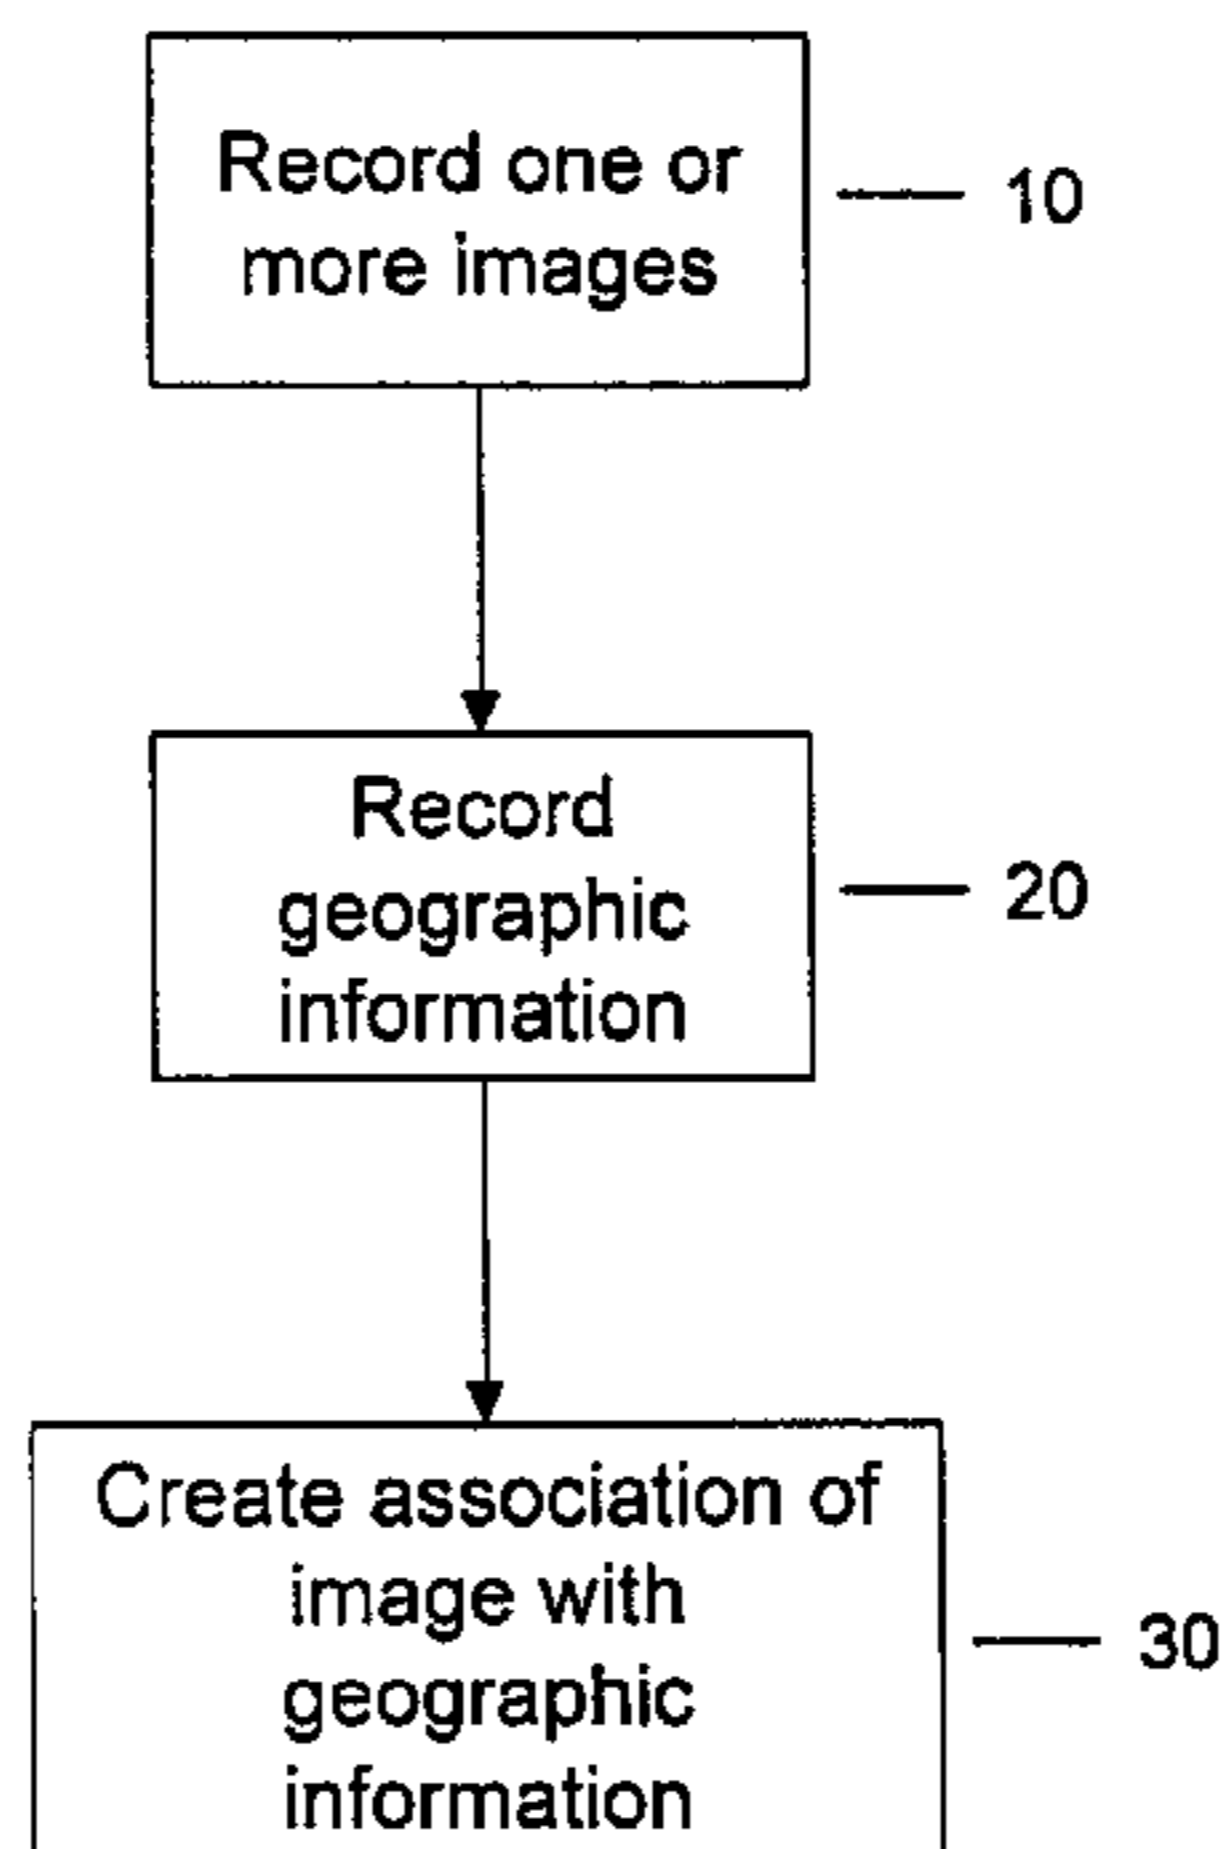 Record one or
more images
10
Record
geographic
information
20
Create association of
image with
geographic
information
30